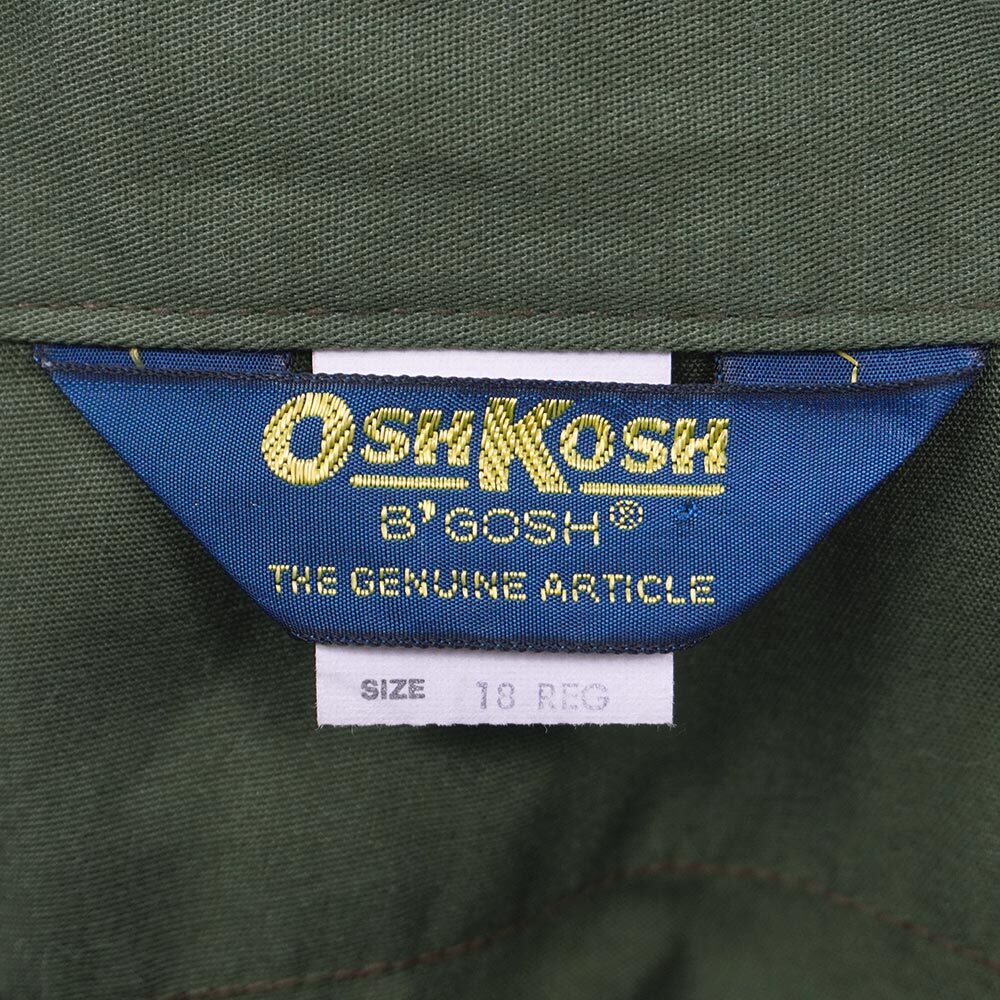 OSHKOSH
B'GOSH®
THE GENUINE ARTICLE
SIZE 18 REG